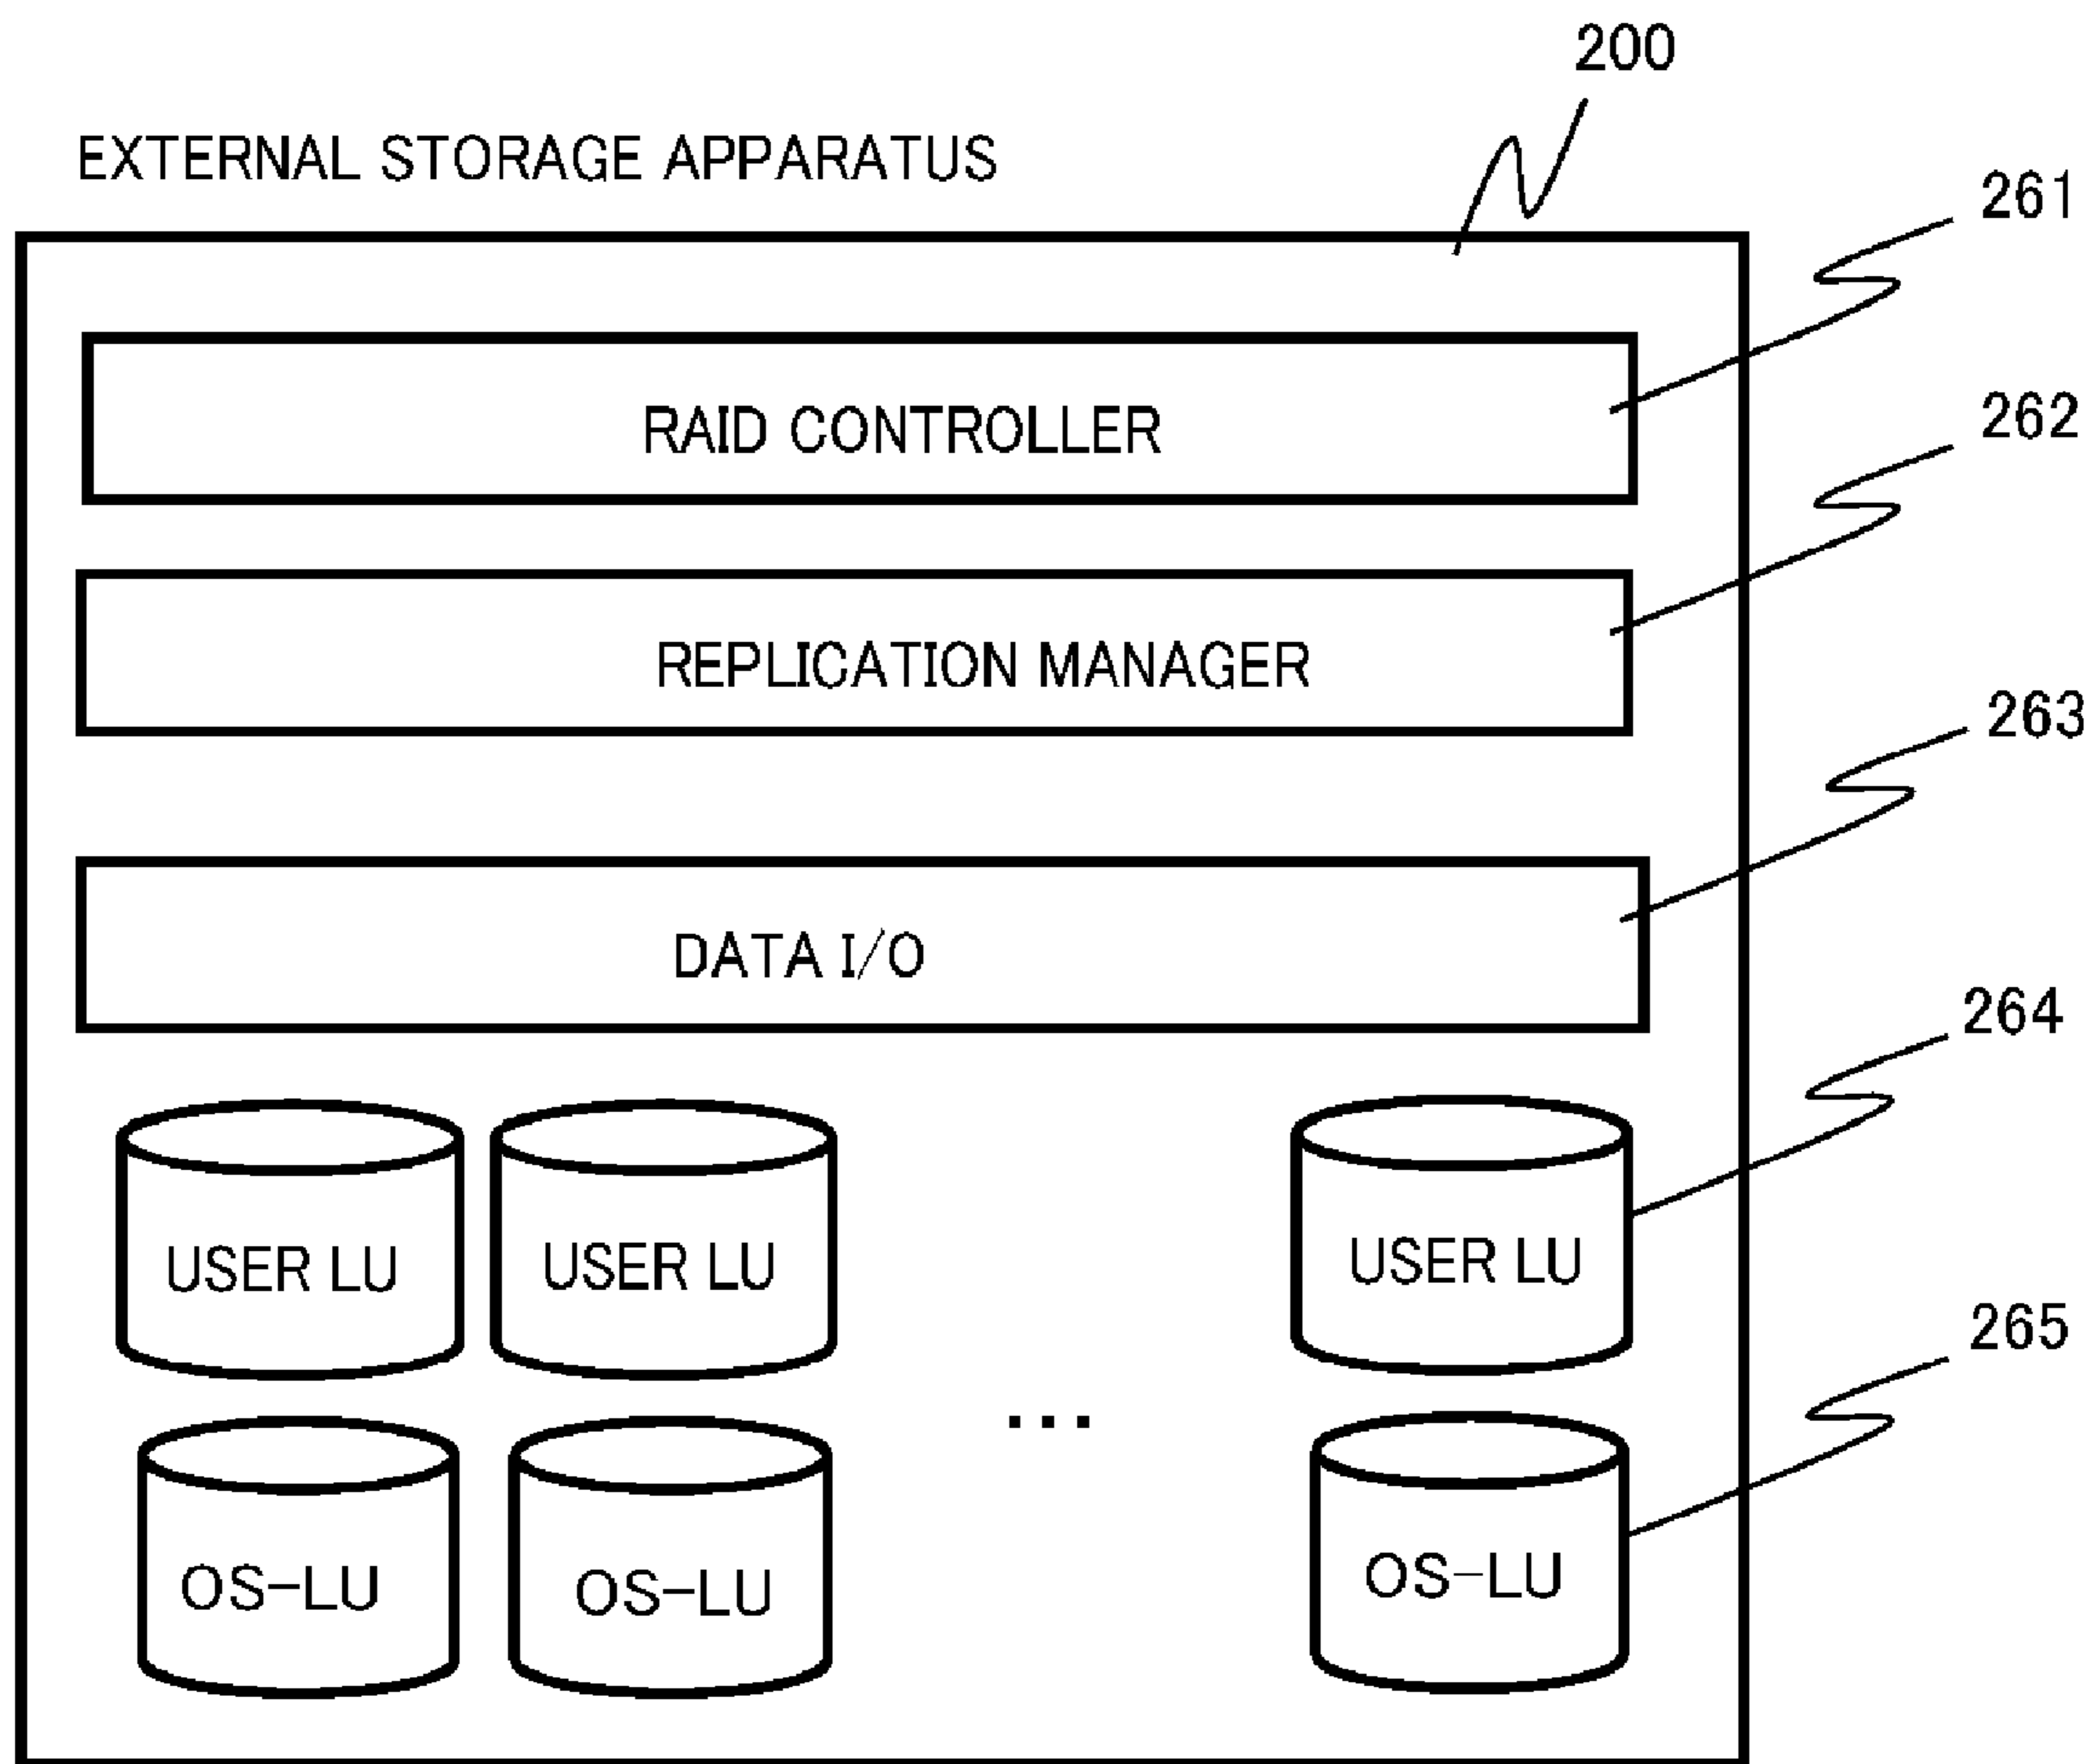 200
EXTERNAL STORAGE APPARATUS
261
RAID CONTROLLER
262
REPLICATION MANAGER
263
DATA I/O
264
USER LU USER LU USER LU
265
...
OS-LU OS-LU OS-LU